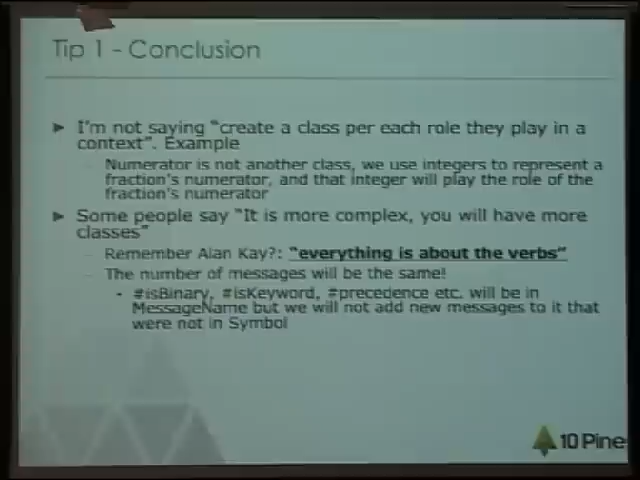 Tip 1 - Conclusion
I'm not saying "create a class per each role they play in a
context". Example
Numerator is not another class, we use integers to represent a
fraction's numerator, and that integer will play the role of the
fraction's numerator
Some people say "It is more complex, you will have more
classes"
Remember Alan Kay?: "everything is about the verbs"
The number of messages will be the same!
#isBinary, #isKeyword, #precedence etc. will be in
MessageName but we will not add new messages to it that
were not in Symbol
10 Pine